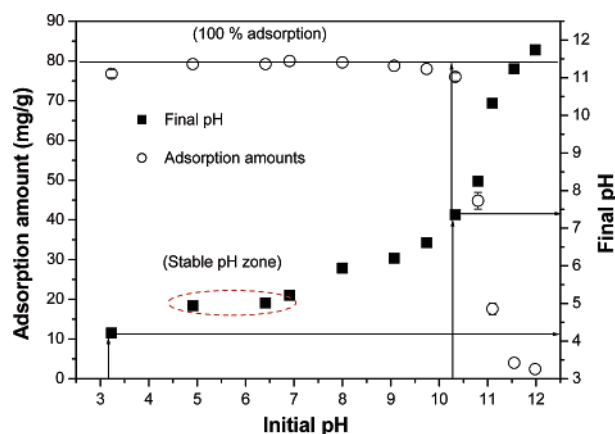 (100 % adsorption)
Final pH
Adsorption amounts
(Stable pH zone)
Adsorption amount (mg/g)
90
80
70
60
50
40
30
20
10
0
12
11
10
9
8
7
6
5
4
3
Final pH
3 4 5 6 7 8 9 10 11 12
Initial pH